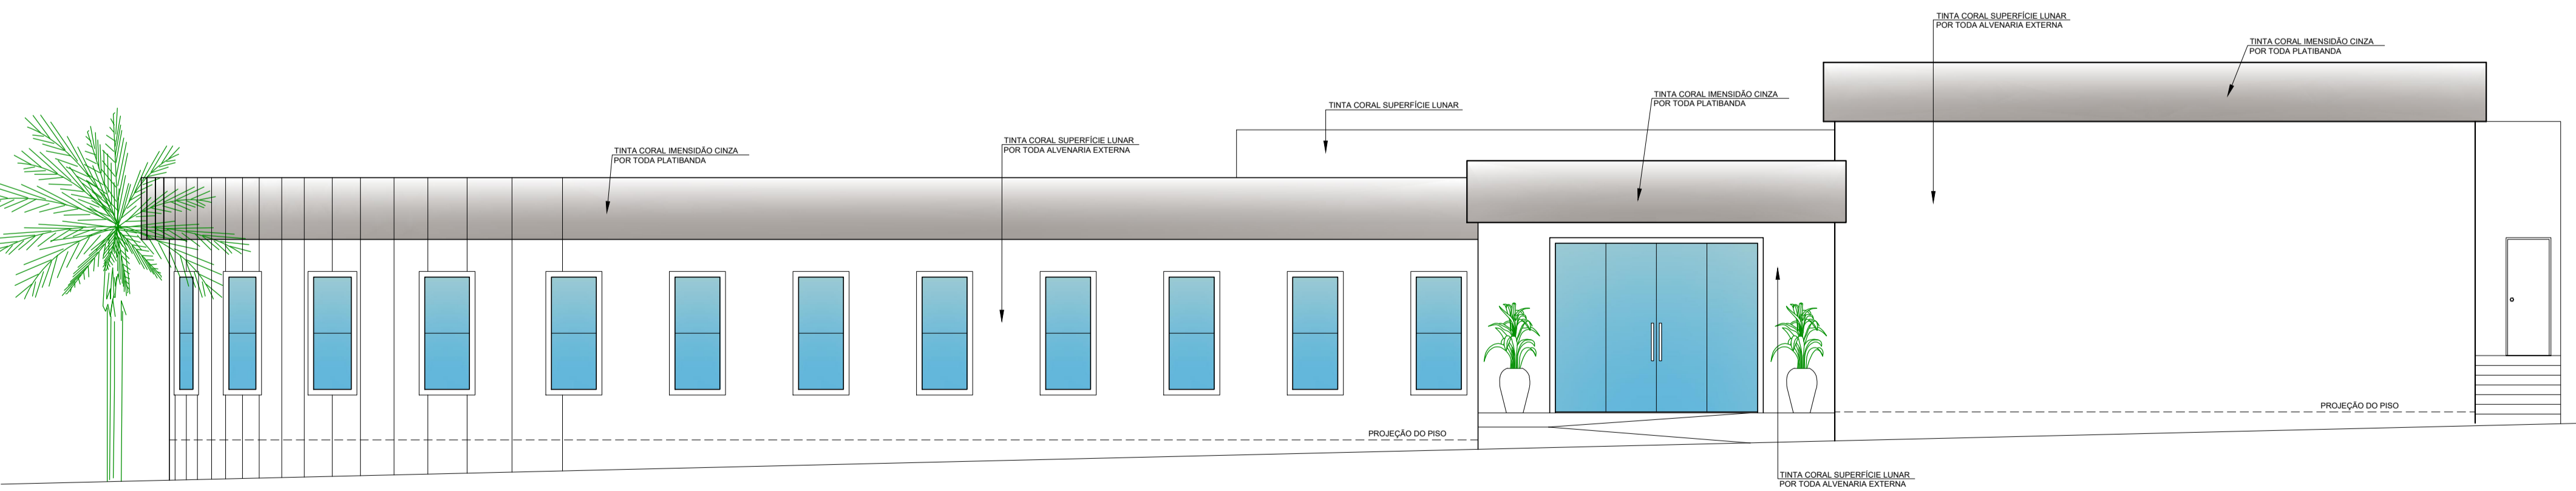 TINTA CORAL SUPERFÍCIE LUNAR
POR TODA ALVENARIA EXTERNA
TINTA CORAL IMENSIDÃO CINZA
POR TODA PLATIBANDA
TINTA CORAL IMENSIDÃO CINZA
POR TODA PLATIBANDA
TINTA CORAL SUPERFÍCIE LUNAR
TINTA CORAL SUPERFÍCIE LUNAR
POR TODA ALVENARIA EXTERNA
TINTA CORAL IMENSIDÃO CINZA
POR TODA PLATIBANDA
PROJEÇÃO DO PISO
PROJEÇÃO DO PISO
TINTA CORAL SUPERFÍCIE LUNAR
POR TODA ALVENARIA EXTERNA